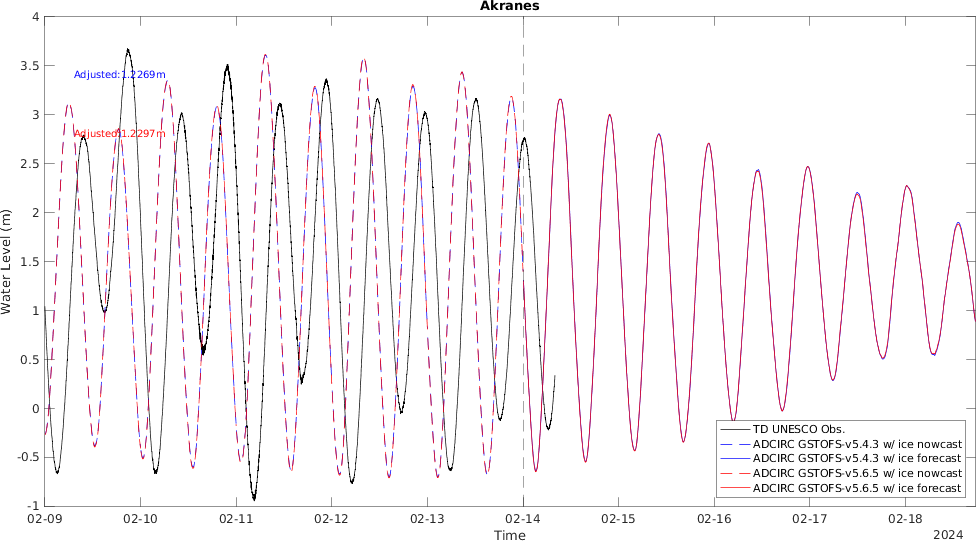 Akranes
4
3.5
3
2.5
2
1.5
1
0.5
0
-0.5
-1
Water Level (m)
Adjusted:1.2269m
Adjusted:1.2297m
TD UNESCO Obs.
ADCIRC GSTOFS-v5.4.3 w/ ice nowcast
ADCIRC GSTOFS-v5.4.3 w/ ice forecast
ADCIRC GSTOFS-v5.6.5 w/ ice nowcast
ADCIRC GSTOFS-v5.6.5 w/ ice forecast
02-09 02-10 02-11 02-12 02-13 02-14 02-15 02-16 02-17 02-18
Time
2024